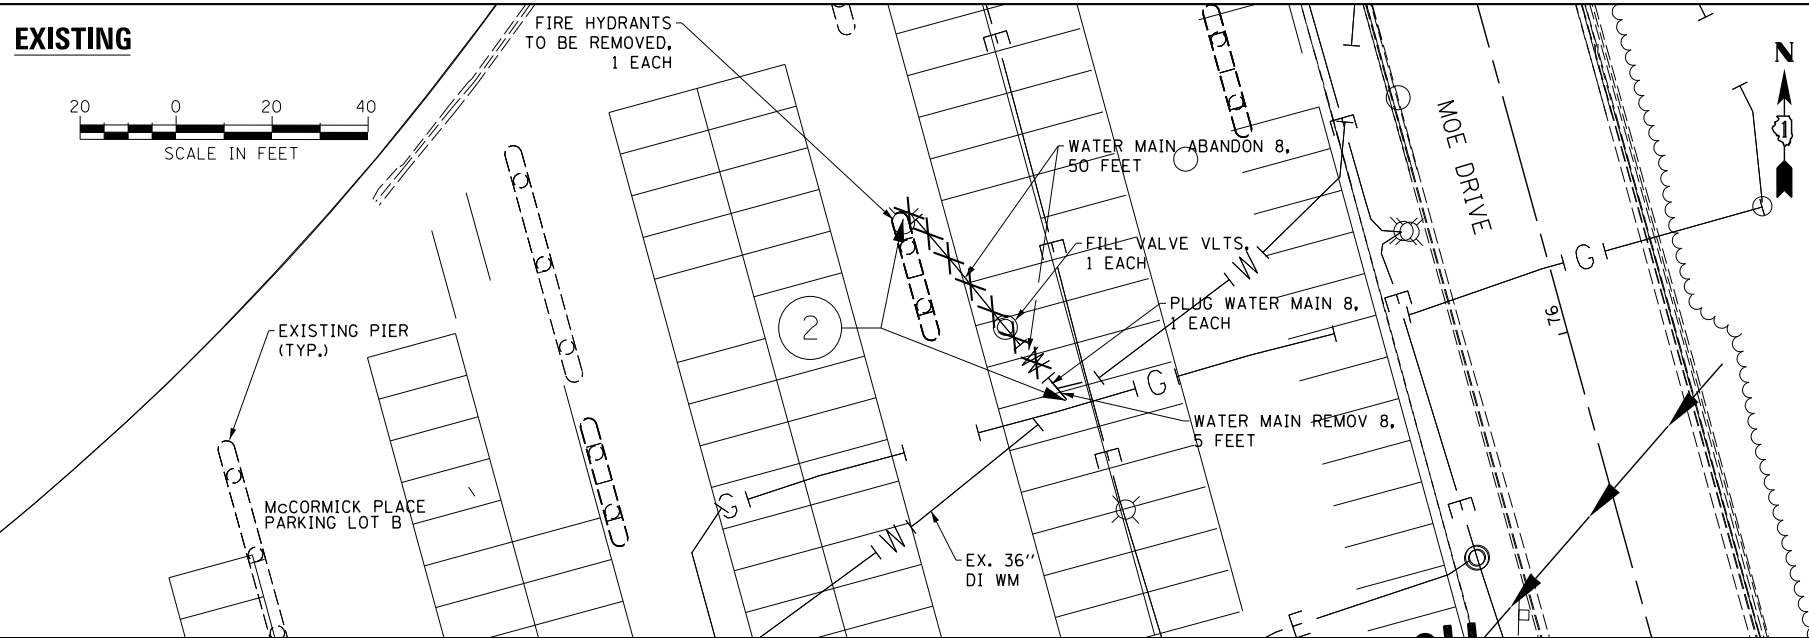 EXISTING
20 0 20 40
SCALE IN FEET
FIRE HYDRANTS
TO BE REMOVED,
1 EACH
N
1
MOE DRIVE
WATER MAIN ABANDON 8,
50 FEET
FILL VALVE VLTS,
1 EACH
W
G
E
E
E
PLUG WATER MAIN 8,
1 EACH
2
EXISTING PIER
(TYP.)
97
E
G
W
WATER MAIN REMOV 8,
5 FEET
E
McCORMICK PLACE
PARKING LOT B
G
W
EX. 36"
DI WM
E
E